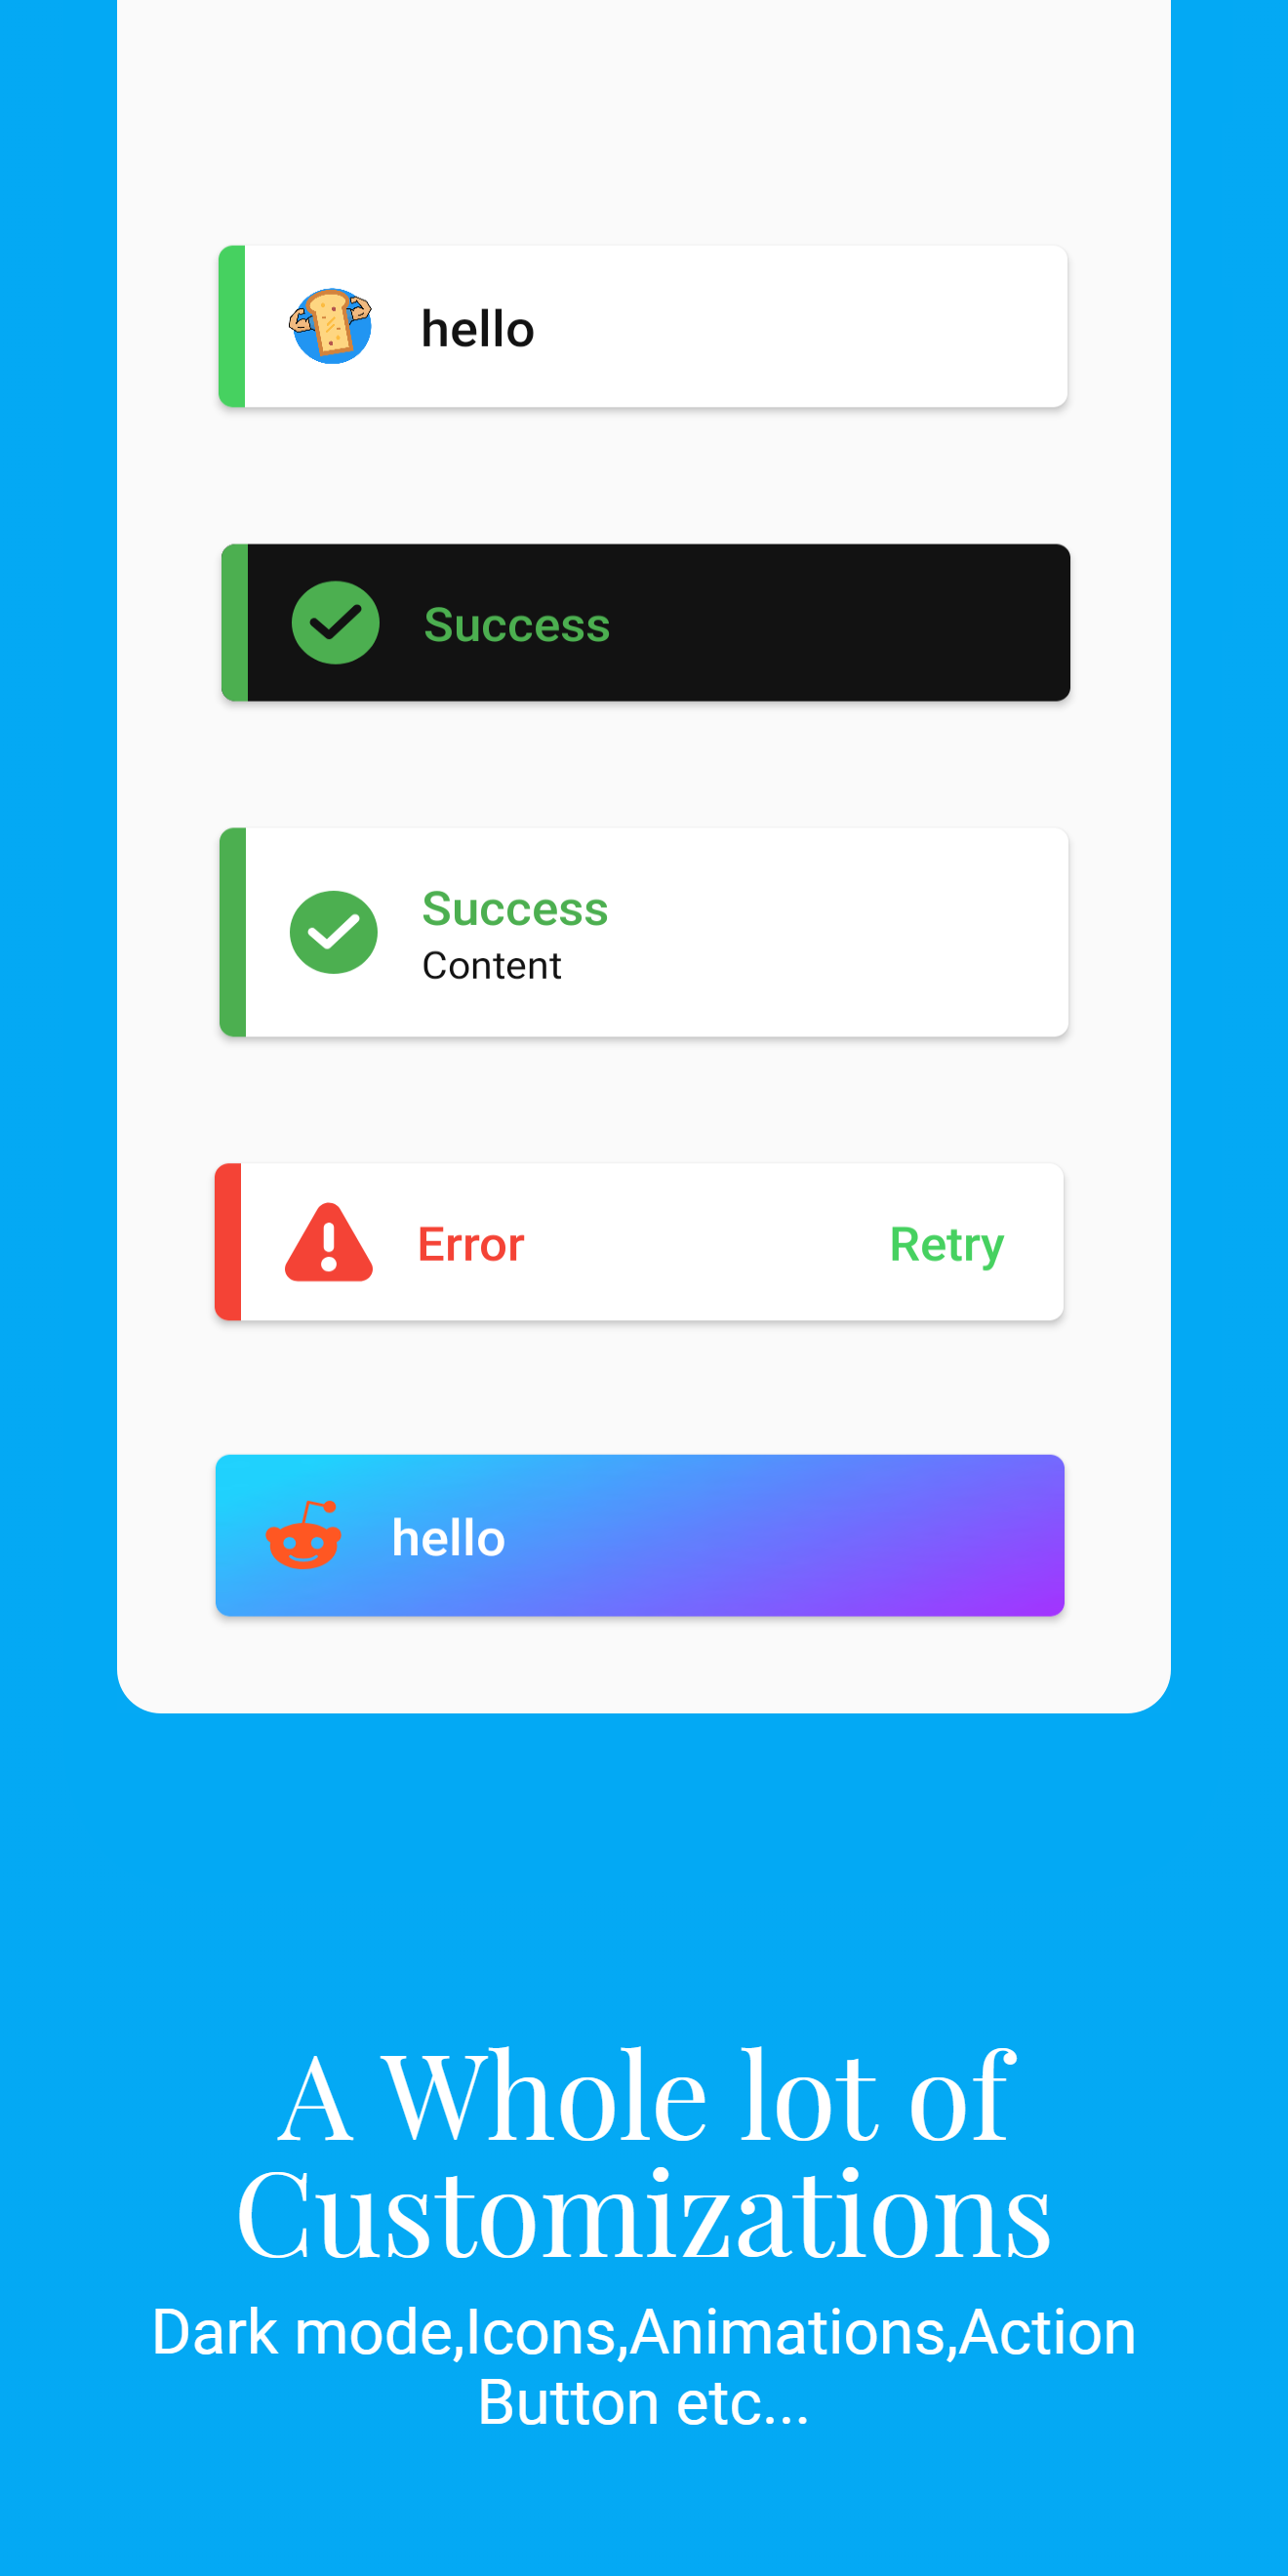 hello
Success
Success
Content
Error Retry
hello
A Whole lot of
Customizations
Dark mode,Icons,Animations,Action
Button etc...